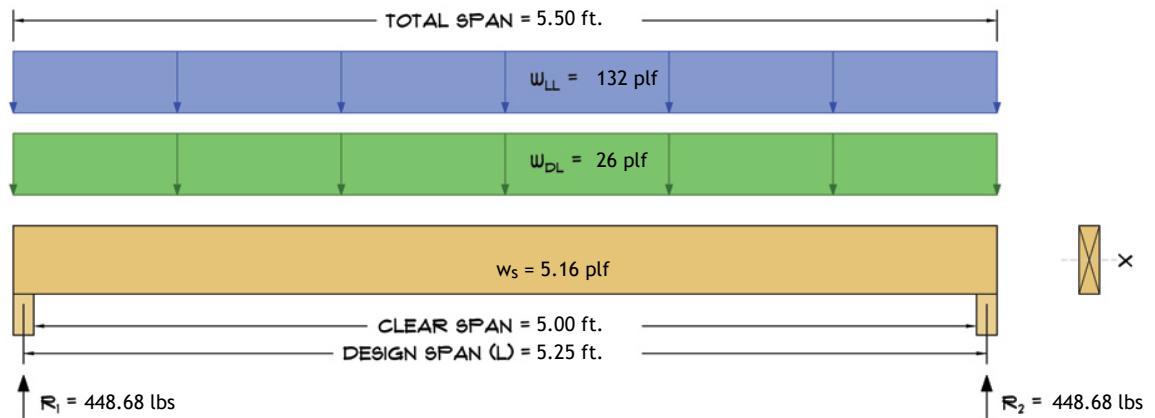 TOTAL SPAN = 5.50 ft.
WLL = 132 plf
WDL = 26 plf
ws = 5.16 plf
X
CLEAR SPAN = 5.00 ft.
DESIGN SPAN (L) = 5.25 ft.
R1 = 448.68 lbs
R2 = 448.68 lbs